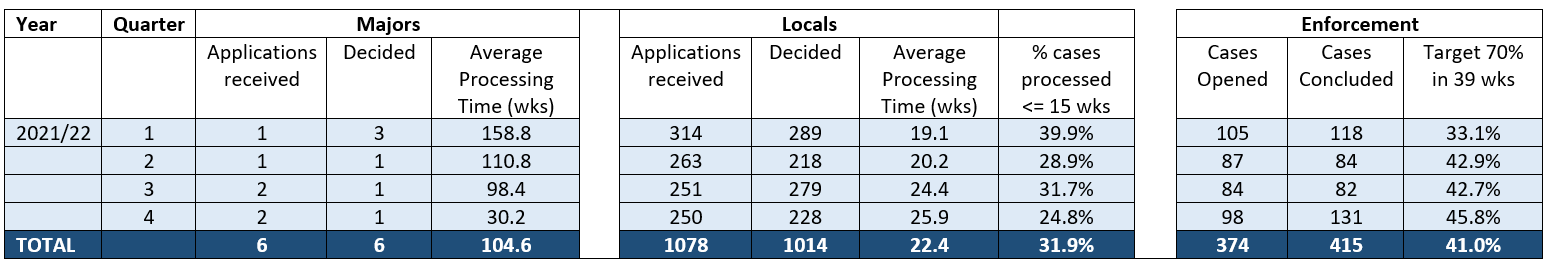 Year Quarter Majors Locals Enforcement
Applications Decided Average Applications Decided Average % cases Cases Cases Target 70%
received Processing received Processing processed Opened Concluded in 39 wks
Time (wks) Time (wks) <= 15 wks
2021/22 1 1 3 158.8 314 289 19.1 39.9% 105 118 33.1%
2 1 1 110.8 263 218 20.2 28.9% 87 84 42.9%
3 2 1 98.4 251 279 24.4 31.7% 84 82 42.7%
4 2 1 30.2 250 228 25.9 24.8% 98 131 45.8%
TOTAL 6 6 104.6 1078 1014 22.4 31.9% 374 415 41.0%